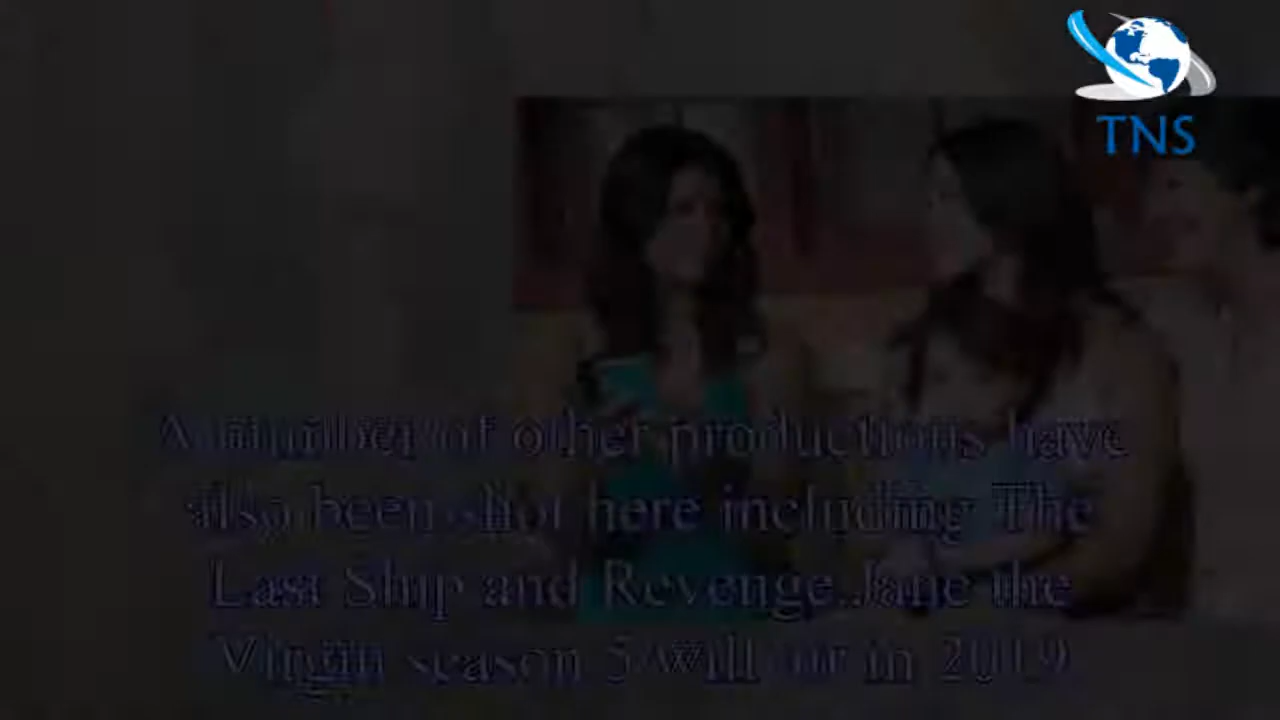 TNS
A number of other productions have
also been shot here including The
Last Ship and Revenge.Jane the
Virgin season 5 will in 2019